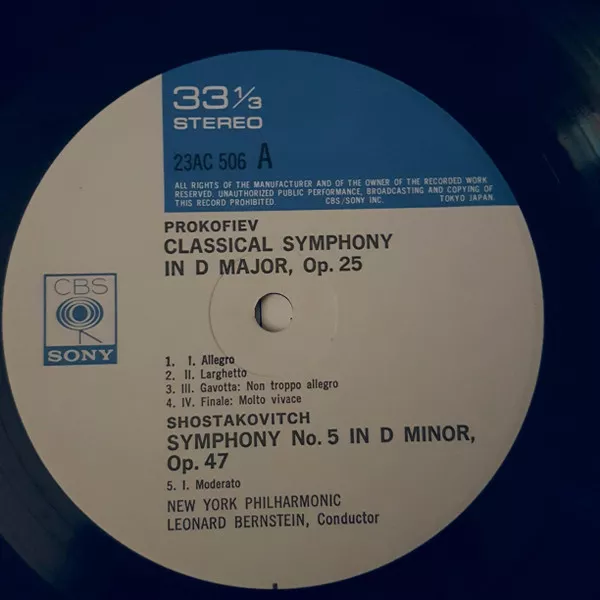 33 1/3
STEREO
23AC 506 A
ALL RIGHTS OF THE MANUFACTURER AND OF THE OWNER OF THE RECORDED WORK
RESERVED. UNAUTHORIZED PUBLIC PERFORMANCE, BROADCASTING AND COPYING OF
THIS RECORD PROHIBITED. CBS/SONY INC. TOKYO JAPAN.
PROKOFIEV
CLASSICAL SYMPHONY
IN D MAJOR, Op. 25
CBS
SONY
1. I. Allegro
2. II. Larghetto
3. III. Gavotta: Non troppo allegro
4. IV. Finale: Molto vivace
SHOSTAKOVITCH
SYMPHONY No. 5 IN D MINOR,
Op. 47
5. I. Moderato
NEW YORK PHILHARMONIC
LEONARD BERNSTEIN, Conductor